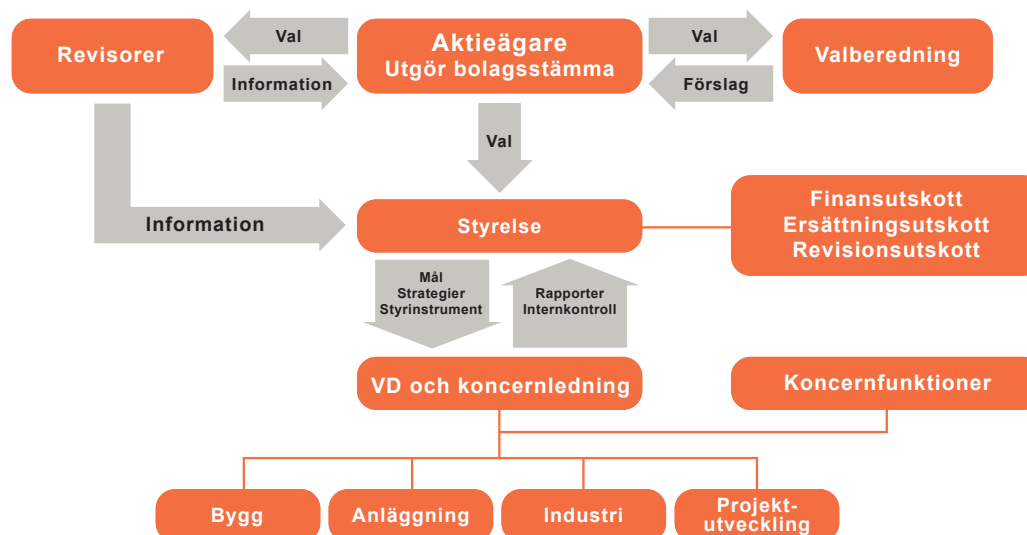 Revisorer
Val
Information
Aktieägare
Utgör bolagsstämma
Val
Förslag
Valberedning
Val
Information
Styrelse
Finansutskott
Ersättningsutskott
Revisionsutskott
Mål
Strategier
Styrinstrument
Rapporter
Internkontroll
VD och koncernledning
Koncernfunktioner
Bygg
Anläggning
Industri
Projekt-
utveckling